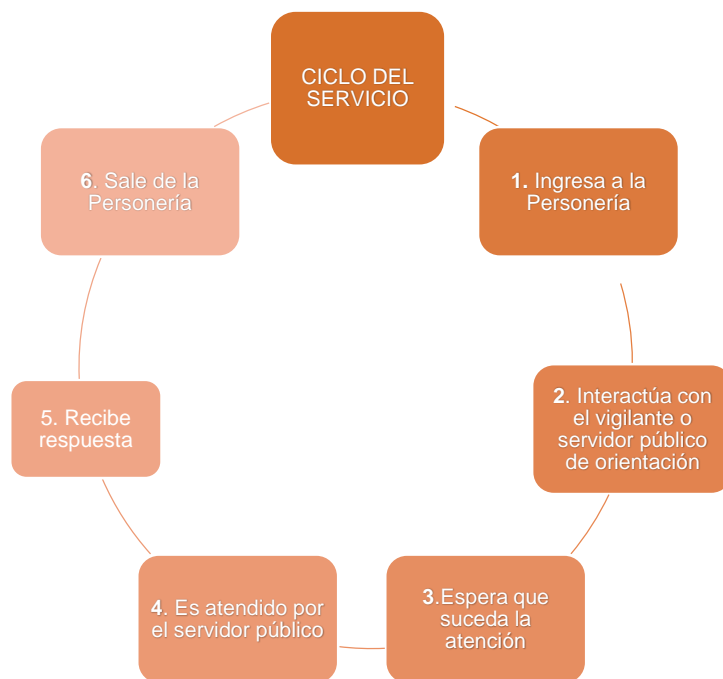 CICLO DEL
SERVICIO
1. Ingresa a la
Personería
2. Interactúa con
el vigilante o
servidor público
de orientación
3.Espera que
suceda la
atención
4. Es atendido por
el servidor público
5. Recibe
respuesta
6. Sale de la
Personería